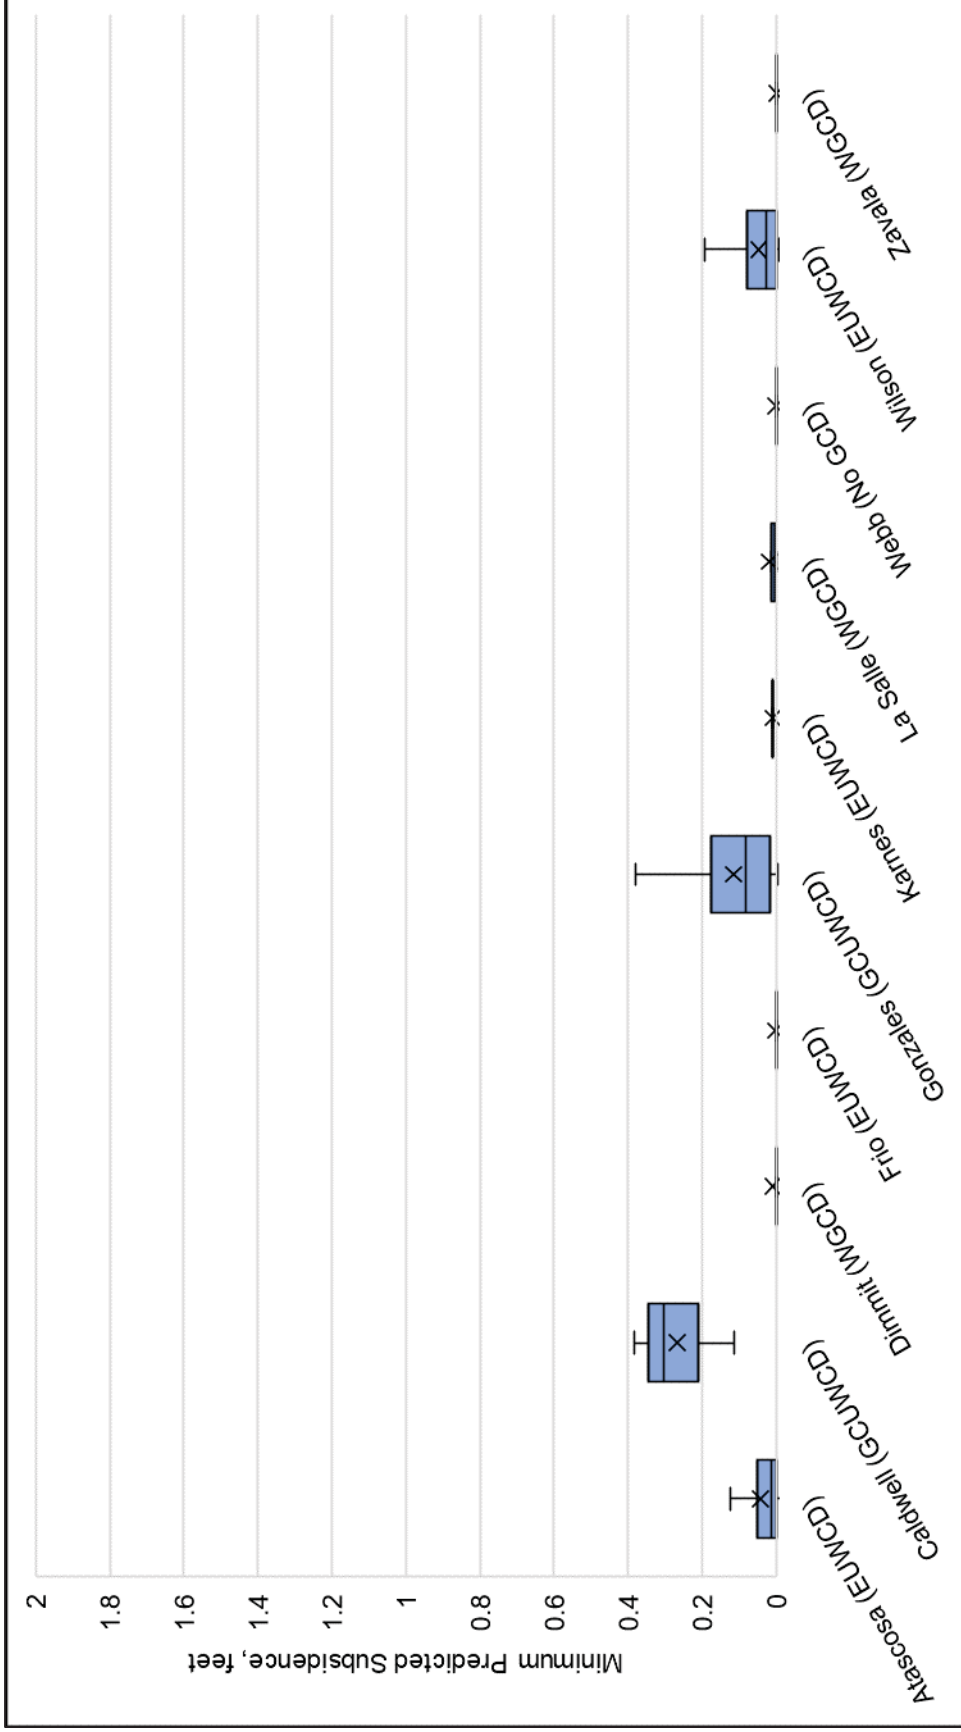 Minimum Predicted Subsidence, feet
2
1.8
1.6
1.4
1.2
1
0.8
0.6
0.4
0.2
0
Atascosa (EUWCD)
Caldwell (GCUWCD)
Dimmit (WGCD)
Frio (EUWCD)
Gonzales (GCUWCD)
Karnes (EUWCD)
La Salle (WGCD)
Webb (No GCD)
Wilson (EUWCD)
Zavala (WGCD)